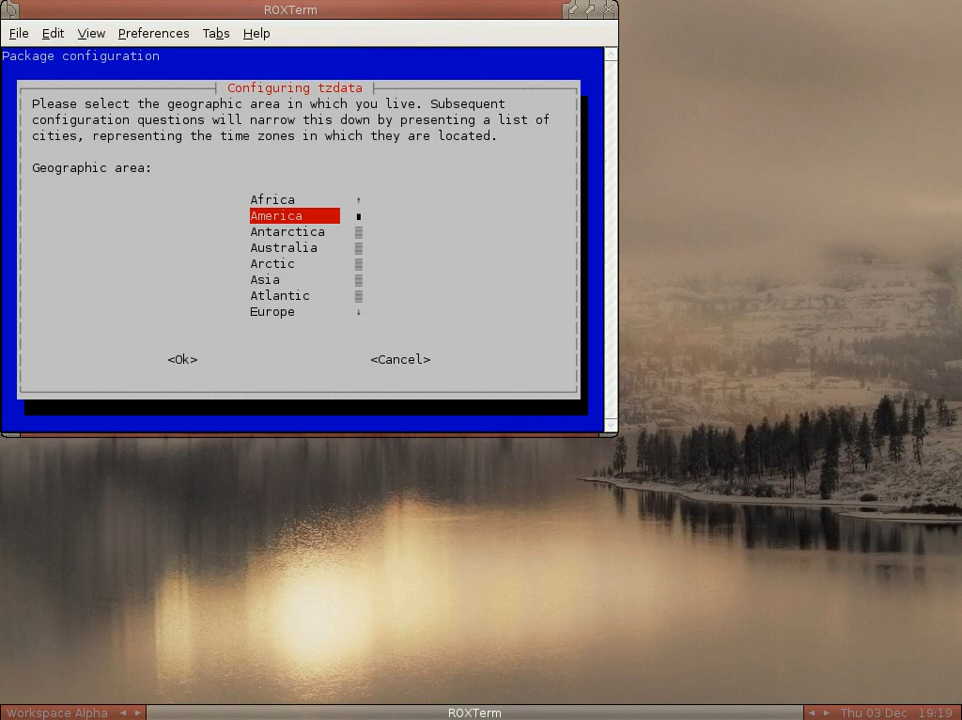 ROXTerm
File Edit View Preferences Tabs Help
Package configuration
Configuring tzdata
Please select the geographic area in which you live. Subsequent
configuration questions will narrow this down by presenting a list of
cities, representing the time zones in which they are located.
Geographic area:
Africa
America
Antarctica
Australia
Arctic
Asia
Atlantic
Europe
<Ok> <Cancel>
Workspace Alpha ROXTerm Thu 03 Dec 19:19